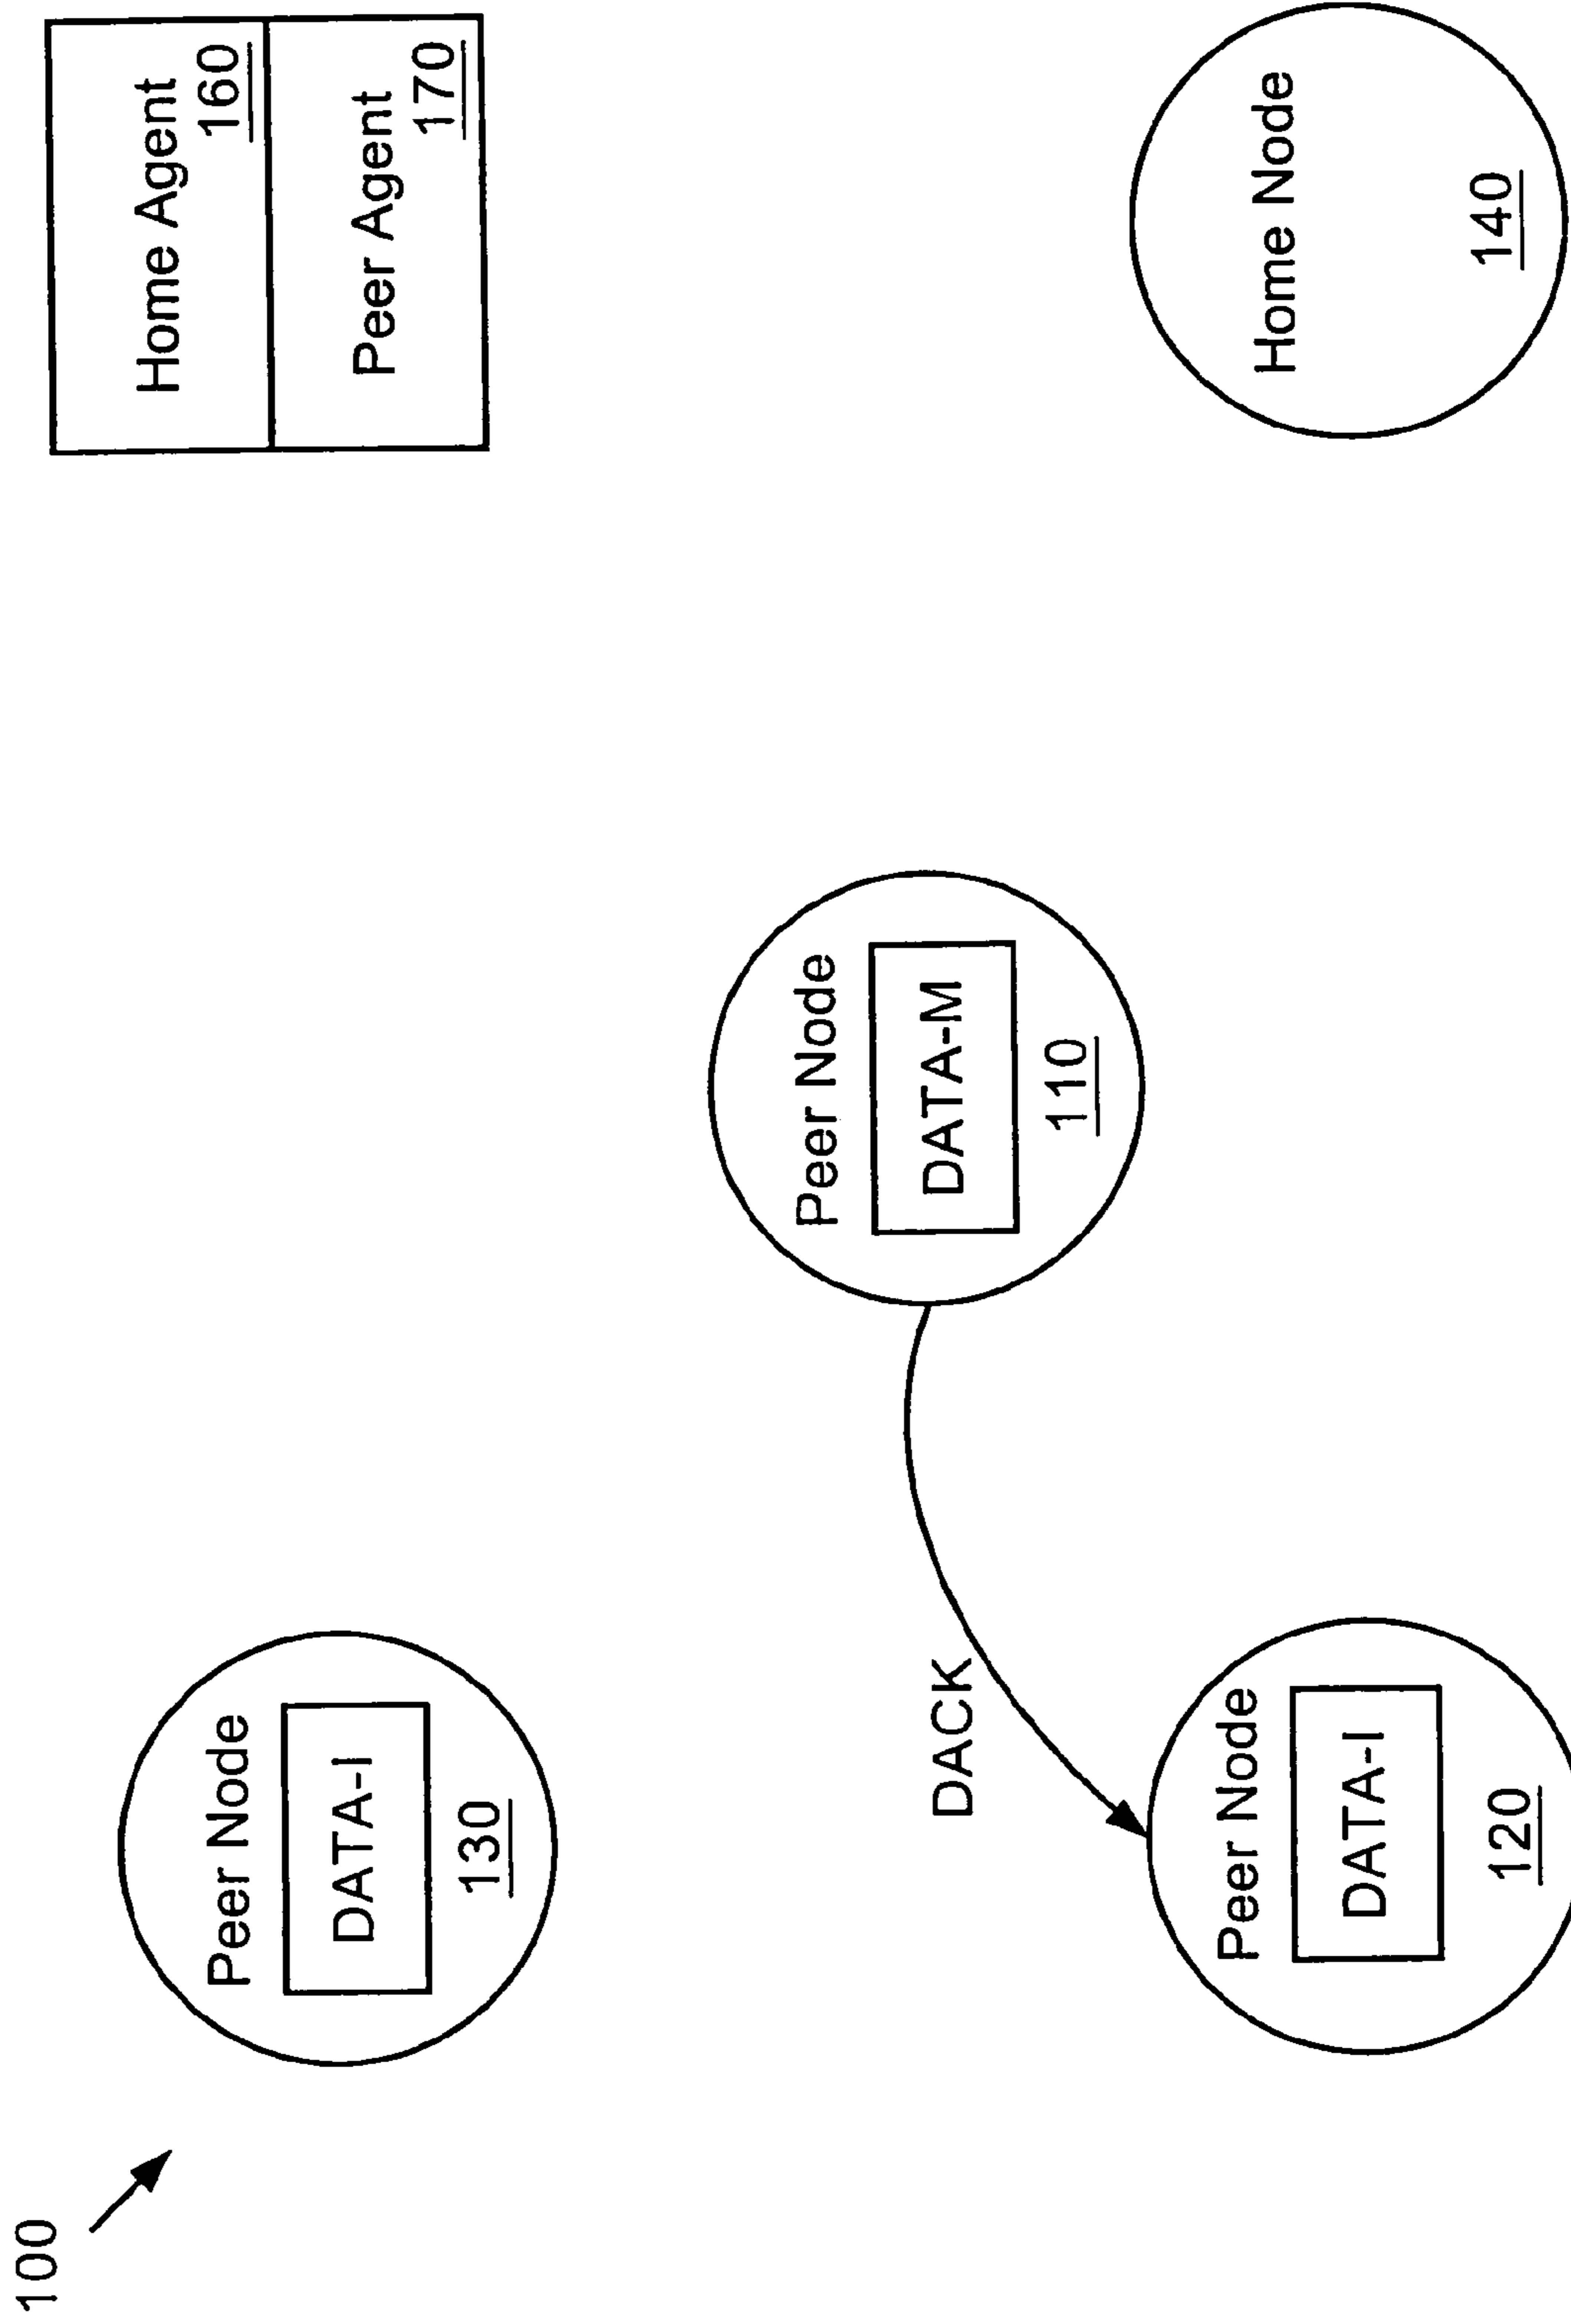 100
Peer Node
DATA-I
130
Home Agent
160
Peer Agent
170
Peer Node
DATA-M
110
DACK
Peer Node
DATA-I
120
Home Node
140